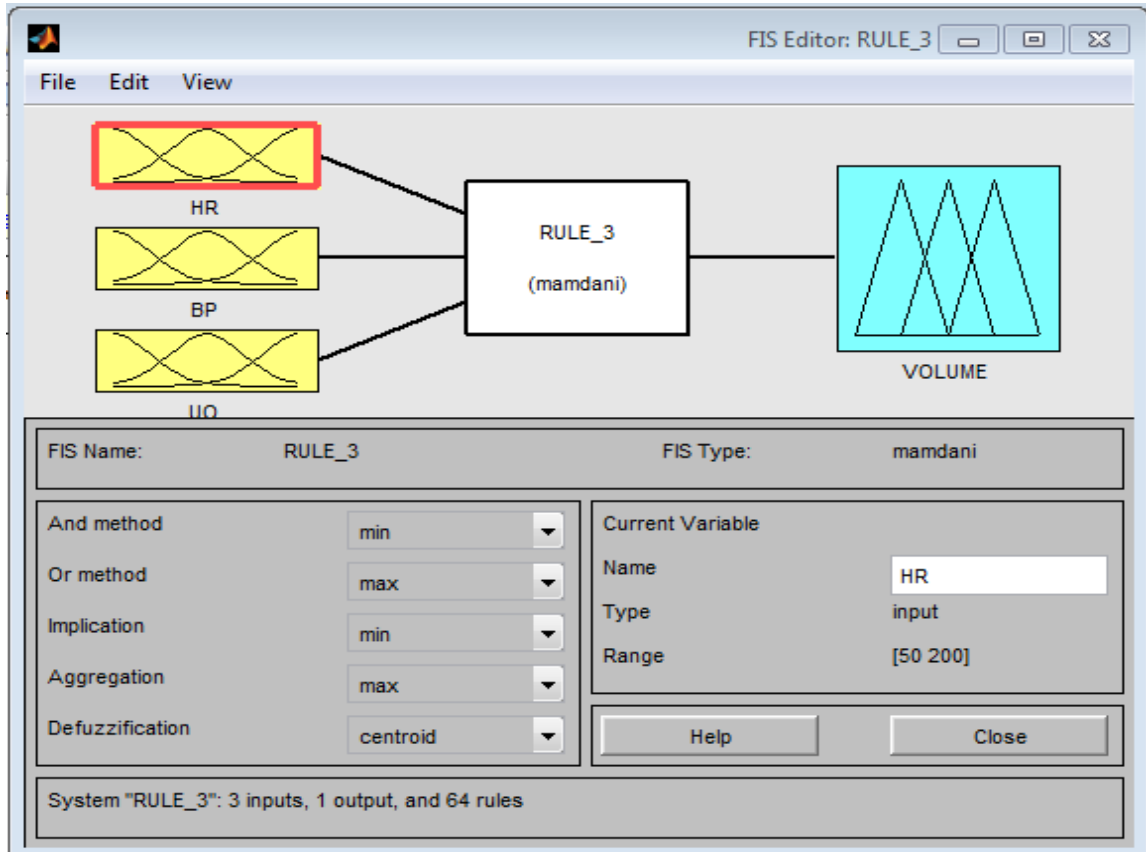 FIS Editor: RULE_3
File Edit View
HR
BP
UO
RULE_3
(mamdani)
VOLUME
FIS Name: RULE_3 FIS Type: mamdani
And method min
Or method max
Implication min
Aggregation max
Defuzzification centroid
Current Variable
Name HR
Type input
Range [50 200]
Help Close
System "RULE_3": 3 inputs, 1 output, and 64 rules